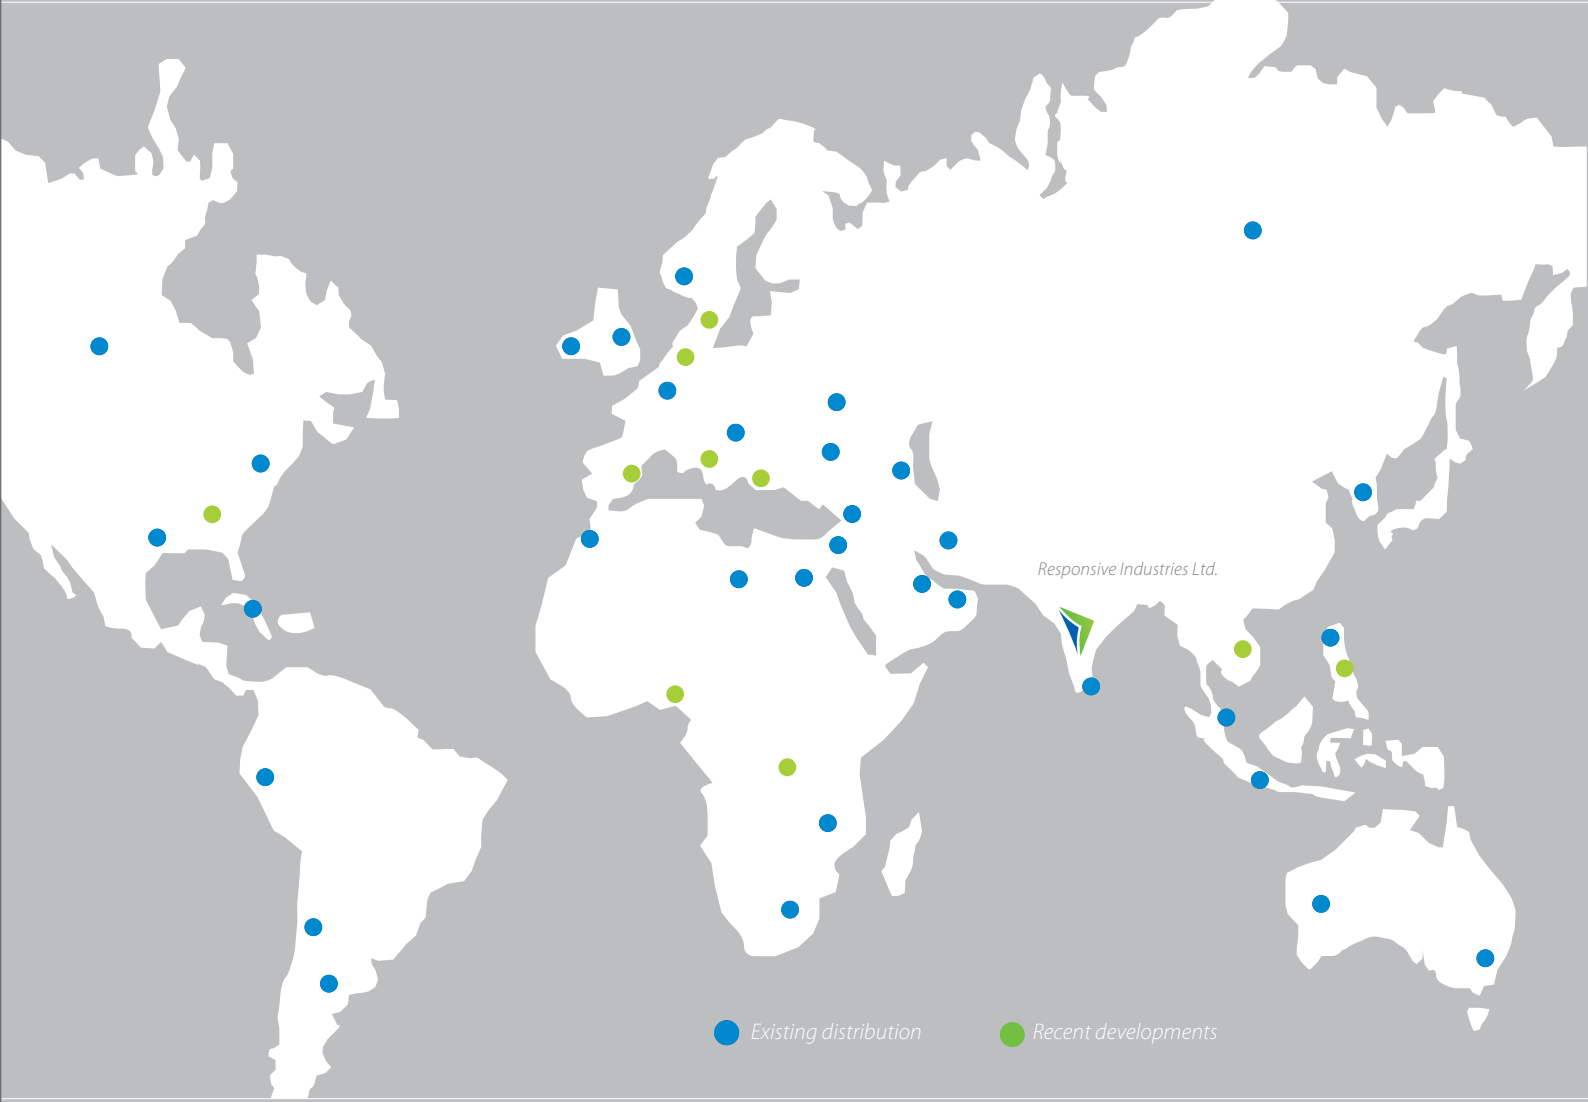 Responsive Industries Ltd.
Existing distribution
Recent developments